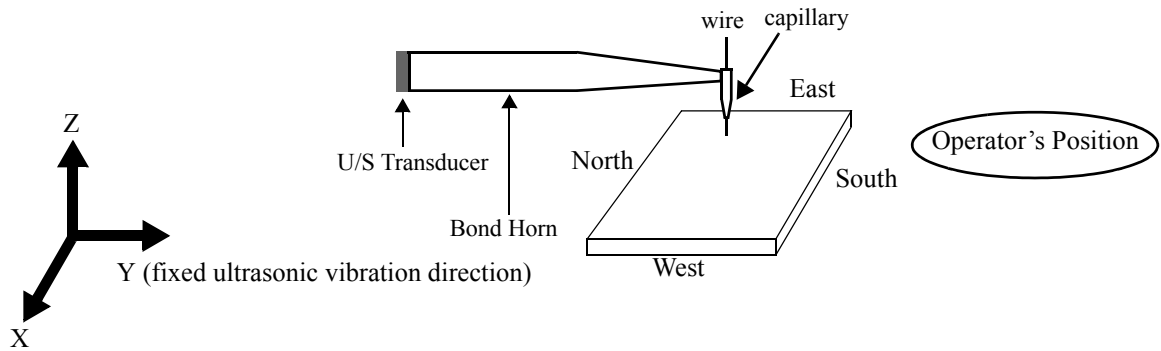 wire
capillary
East
Z
U/S Transducer
North
Operator’s Position
South
Bond Horn
West
Y (fixed ultrasonic vibration direction)
X